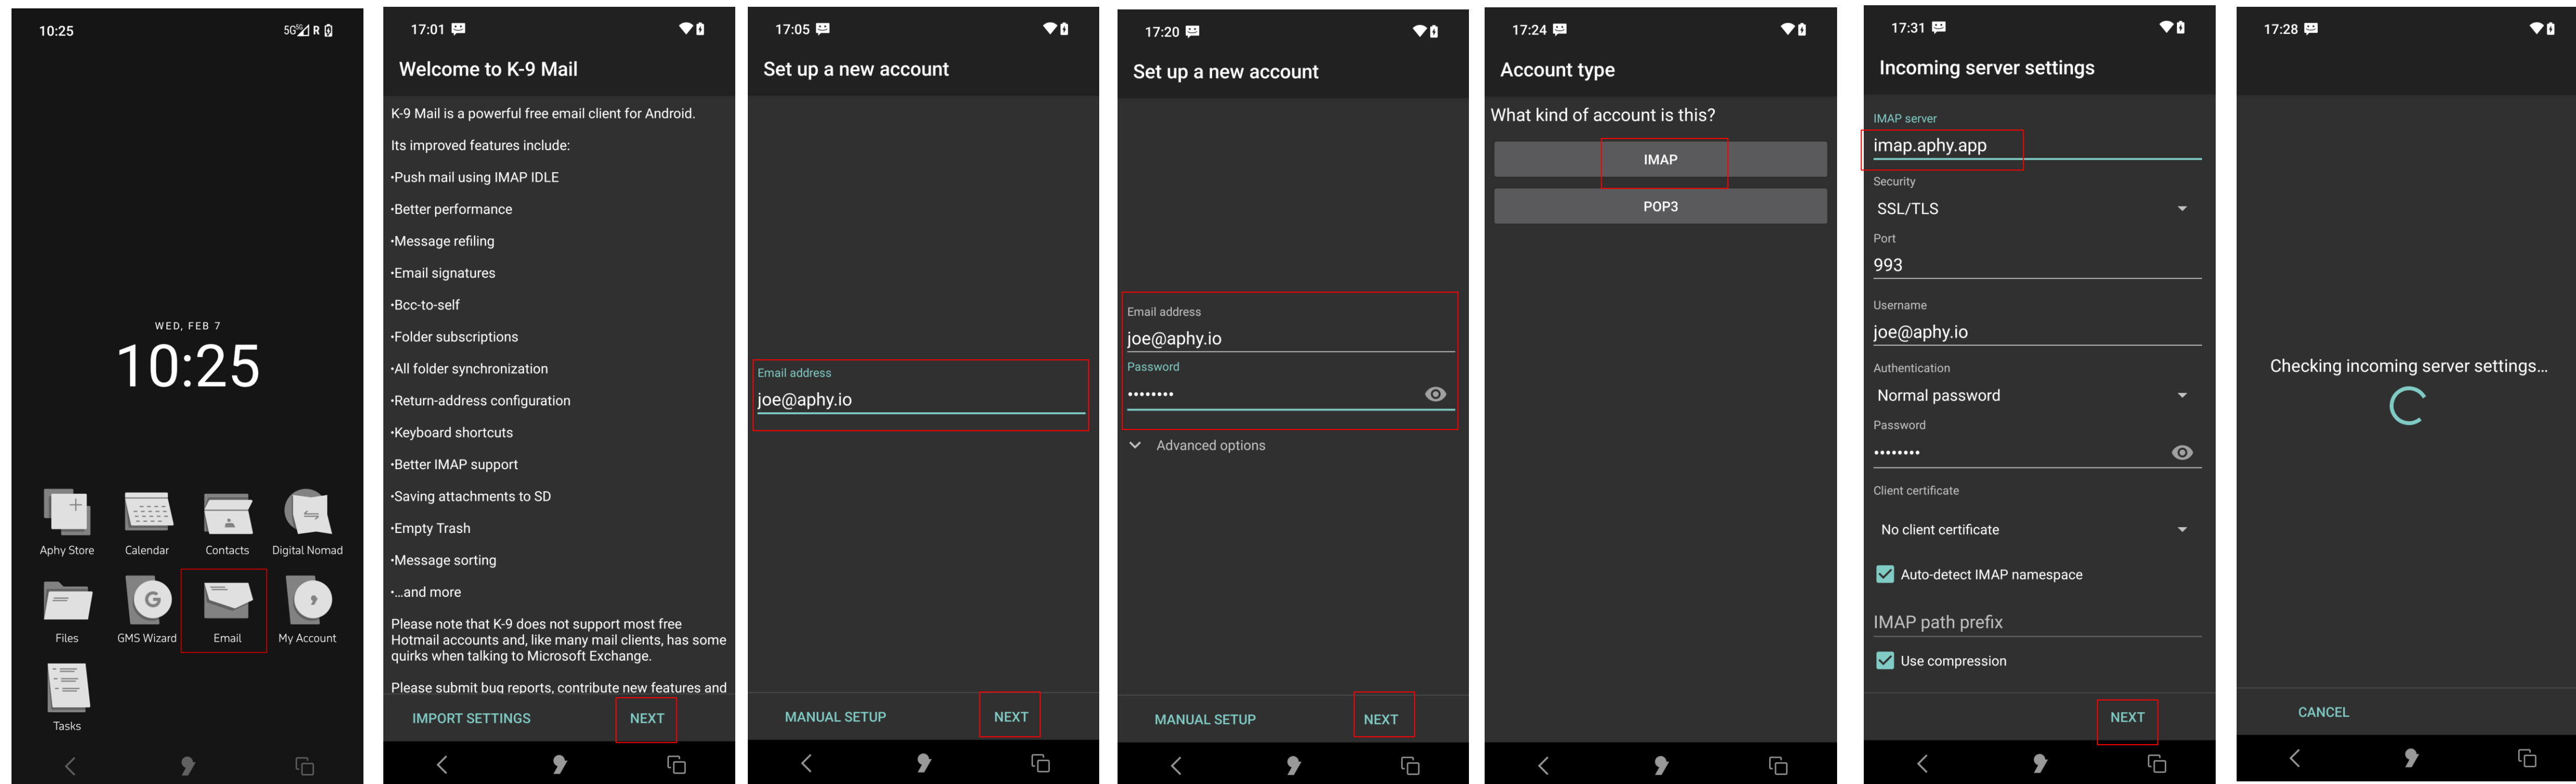 10:25
5G R
WED, FEB 7
10:25
Aphy Store
Calendar
Contacts
Digital Nomad
Files
GMS Wizard
Email
My Account
Tasks
17:01
Welcome to K-9 Mail
K-9 Mail is a powerful free email client for Android.
Its improved features include:
•Push mail using IMAP IDLE
•Better performance
•Message refiling
•Email signatures
•Bcc-to-self
•Folder subscriptions
•All folder synchronization
•Return-address configuration
•Keyboard shortcuts
•Better IMAP support
•Saving attachments to SD
•Empty Trash
•Message sorting
•…and more
Please note that K-9 does not support most free
Hotmail accounts and, like many mail clients, has some
quirks when talking to Microsoft Exchange.
Please submit bug reports, contribute new features and
IMPORT SETTINGS
NEXT
17:05
Set up a new account
Email address
joe@aphy.io
MANUAL SETUP
NEXT
17:20
Set up a new account
Email address
joe@aphy.io
Password
••••••••
Advanced options
MANUAL SETUP
NEXT
17:24
Account type
What kind of account is this?
IMAP
POP3
17:31
Incoming server settings
IMAP server
imap.aphy.app
Security
SSL/TLS
Port
993
Username
joe@aphy.io
Authentication
Normal password
Password
••••••••
Client certificate
No client certificate
Auto-detect IMAP namespace
IMAP path prefix
Use compression
NEXT
17:28
Checking incoming server settings…
CANCEL